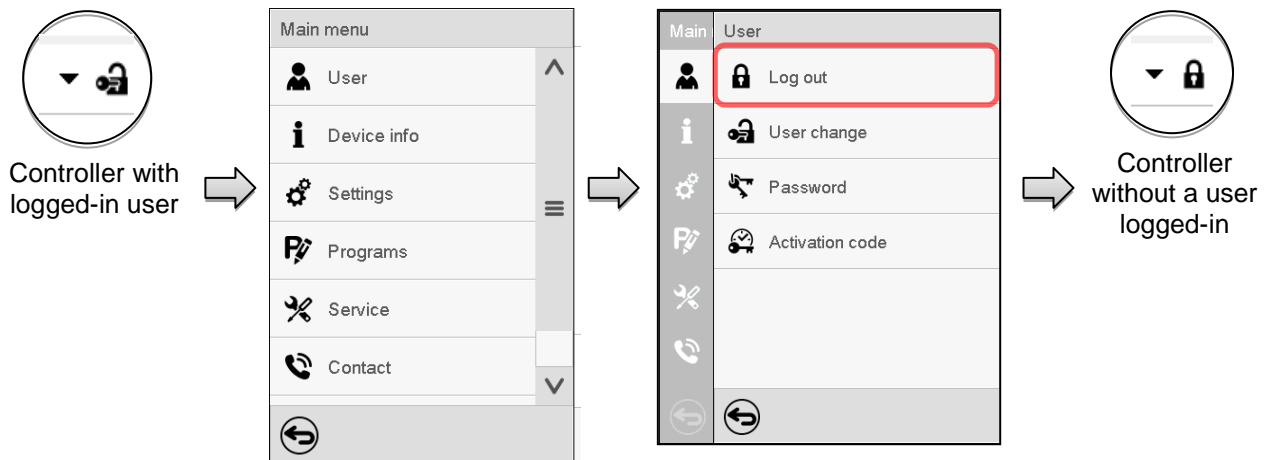 Controller with
logged-in user
Main menu
User
Device info
Settings
Programs
Service
Contact
Main
User
Log out
User change
Password
Activation code
Controller
without a user
logged-in